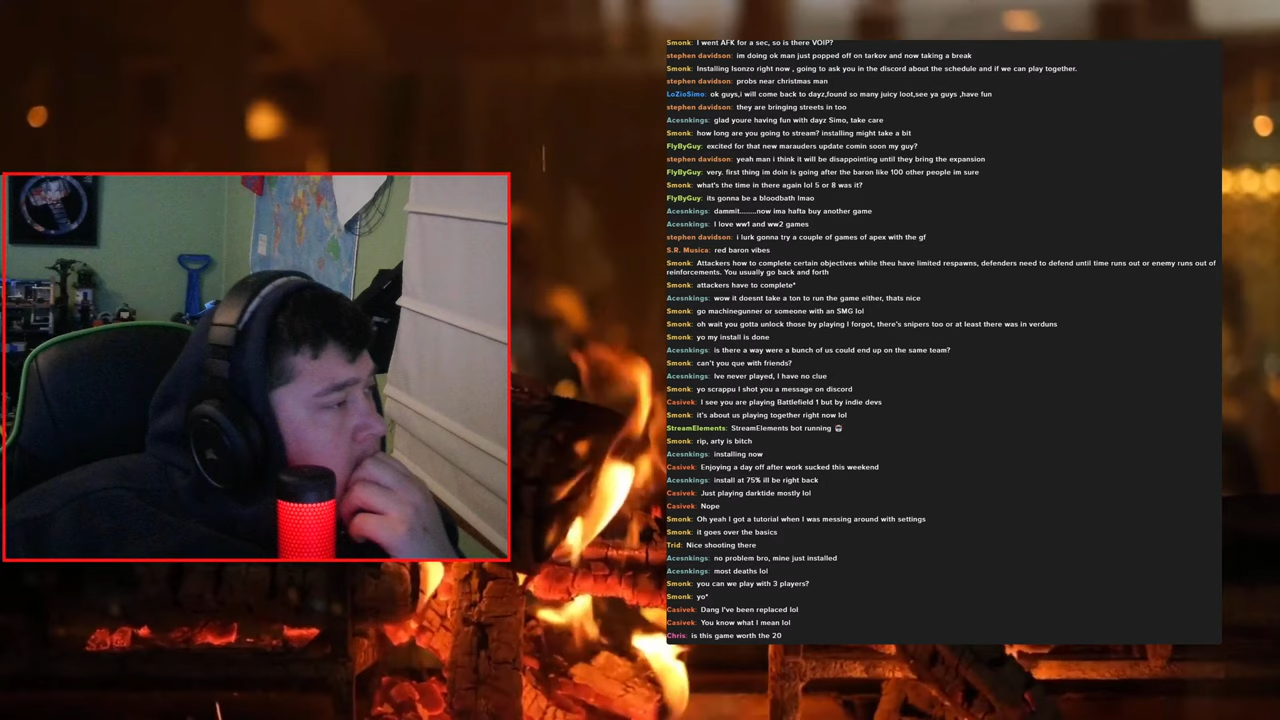 Smonk: I went AFK for a sec, so is there VOIP?
stephen davidson: im doing ok man just popped off on tarkov and now taking a break
Smonk: Installing Isonzo right now , going to ask you in the discord about the schedule and if we can play together.
stephen davidson: probs near christmas man
LoZioSimo: ok guys,i will come back to dayz,found so many juicy loot,see ya guys ,have fun
stephen davidson: they are bringing streets in too
Acesnkings: glad youre having fun with dayz Simo, take care
Smonk: how long are you going to stream? installing might take a bit
FlyByGuy: excited for that new marauders update comin soon my guy?
stephen davidson: yeah man i think it will be disappointing until they bring the expansion
FlyByGuy: very. first thing im doin is going after the baron like 100 other people im sure
Smonk: what's the time in there again lol 5 or 8 was it?
FlyByGuy: its gonna be a bloodbath lmao
Acesnkings: dammit........now ima hafta buy another game
Acesnkings: I love ww1 and ww2 games
stephen davidson: i lurk gonna try a couple of games of apex with the gf
S.R. Musica: red baron vibes
Smonk: Attackers how to complete certain objectives while theu have limited respawns, defenders need to defend until time runs out or enemy runs out of
reinforcements. You usually go back and forth
Smonk: attackers have to complete*
Acesnkings: wow it doesnt take a ton to run the game either, thats nice
Smonk: go machinegunner or someone with an SMG lol
Smonk: oh wait you gotta unlock those by playing I forgot, there's snipers too or at least there was in verduns
Smonk: yo my install is done
Acesnkings: is there a way were a bunch of us could end up on the same team?
Smonk: can't you que with friends?
Acesnkings: Ive never played, I have no clue
Smonk: yo scrappu I shot you a message on discord
Casivek: I see you are playing Battlefield 1 but by indie devs
Smonk: it's about us playing together right now lol
StreamElements: StreamElements bot running
Smonk: rip, arty is bitch
Acesnkings: installing now
Casivek: Enjoying a day off after work sucked this weekend
Acesnkings: install at 75% ill be right back
Casivek: Just playing darktide mostly lol
Casivek: Nope
Smonk: Oh yeah I got a tutorial when I was messing around with settings
Smonk: it goes over the basics
Trid: Nice shooting there
Acesnkings: no problem bro, mine just installed
Acesnkings: most deaths lol
Smonk: you can we play with 3 players?
Smonk: yo*
Casivek: Dang I've been replaced lol
Casivek: You know what I mean lol
Chris: is this game worth the 20